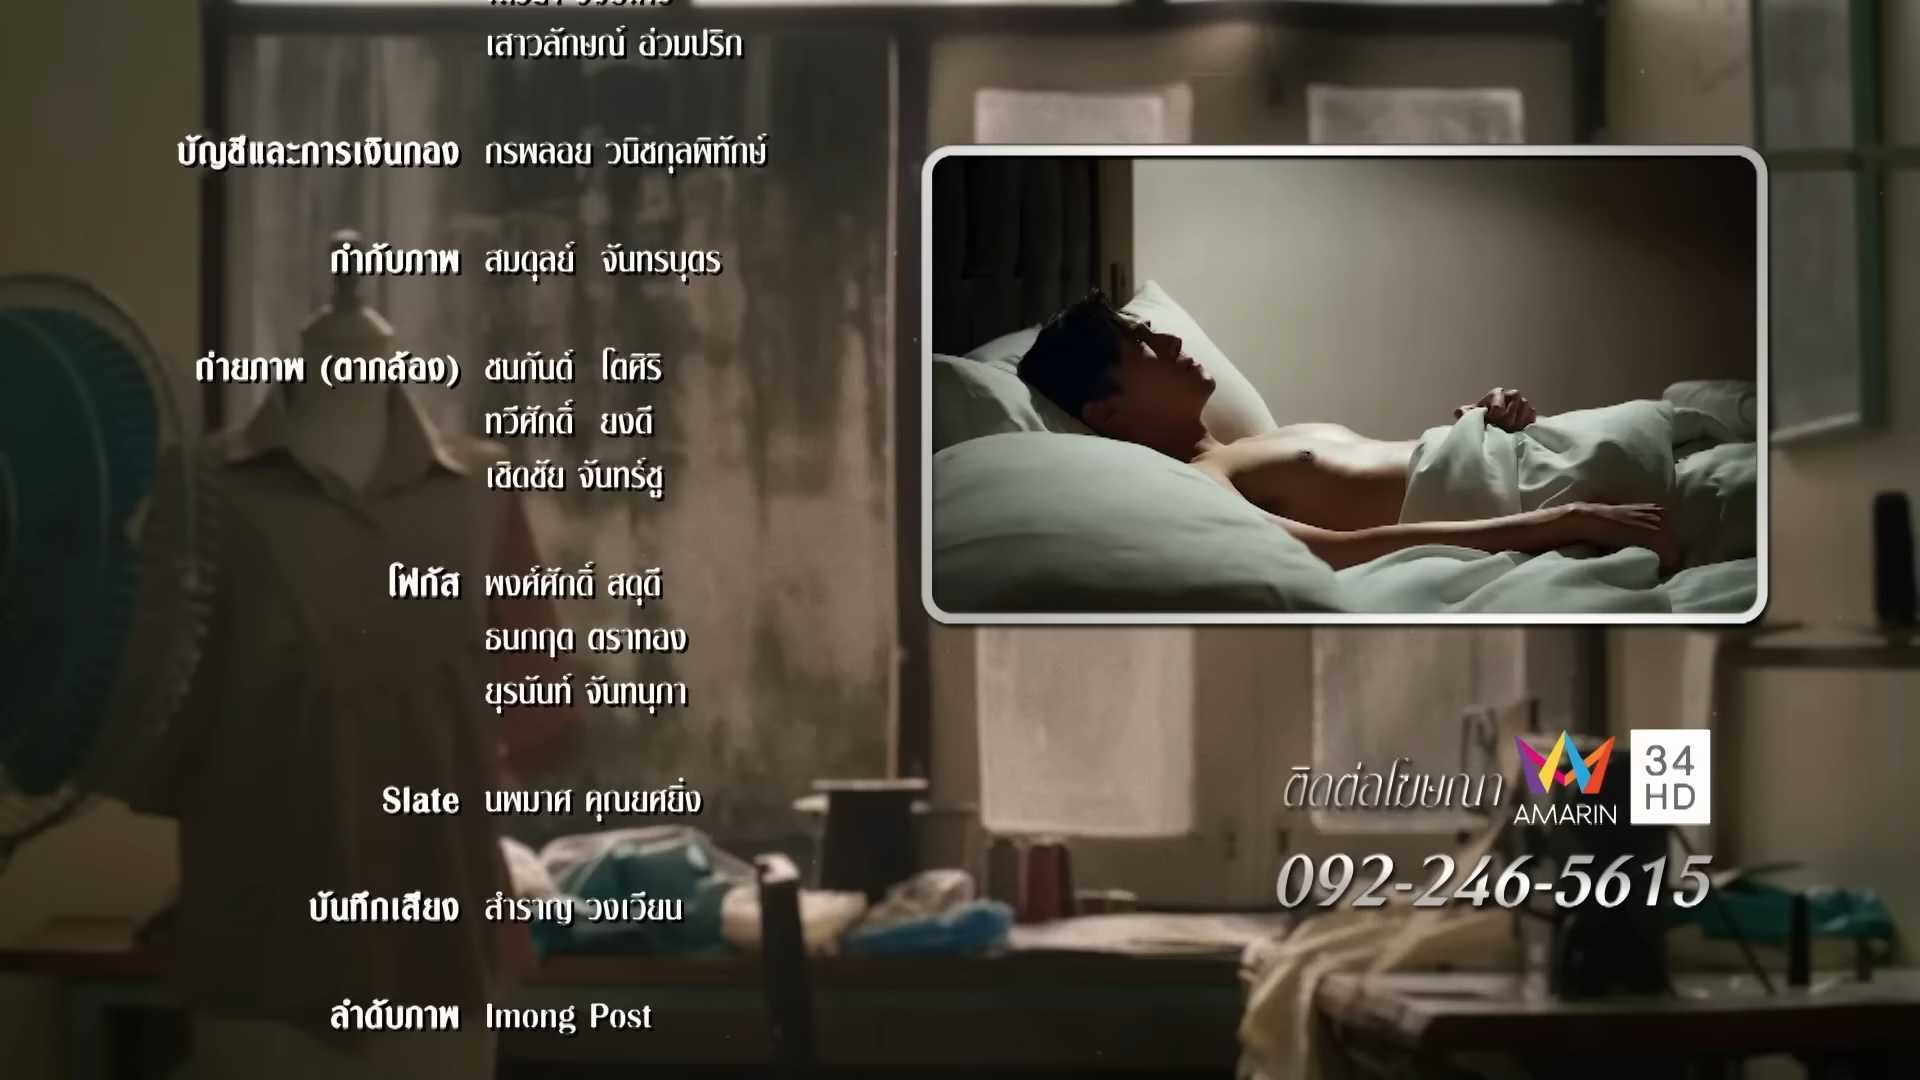 เสาวลักษณ์ อ่วมปริก
บัญชีและการเงินกอง กรพลอย วนิชกุลพิทักษ์
กำกับภาพ สมดุลย์ จันทรบุตร
ถ่ายภาพ (ตากล้อง) ชนกันต์ โตศิริ
ทวีศักดิ์ ยงดี
เชิดชัย จันทร์ชู
โฟกัส พงศ์ศักดิ์ สดุดี
ธนกฤต ตราทอง
ยุรนันท์ จันทนุภา
Slate นพมาศ คุณยศยิ่ง
บันทึกเสียง สำราญ วงเวียน
ลำดับภาพ Imong Post
ติดต่อโฆษณา AMARIN 34 HD
092-246-5615